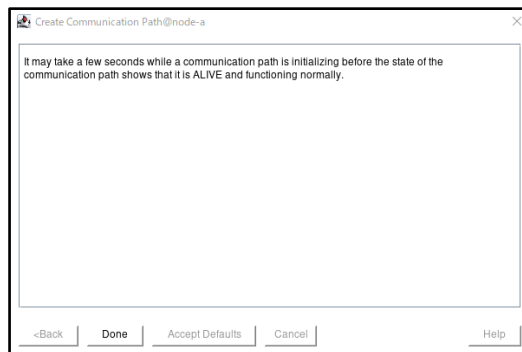 Create Communication Path@node-a
It may take a few seconds while a communication path is initializing before the state of the
communication path shows that it is ALIVE and functioning normally.
<Back Done Accept Defaults Cancel Help